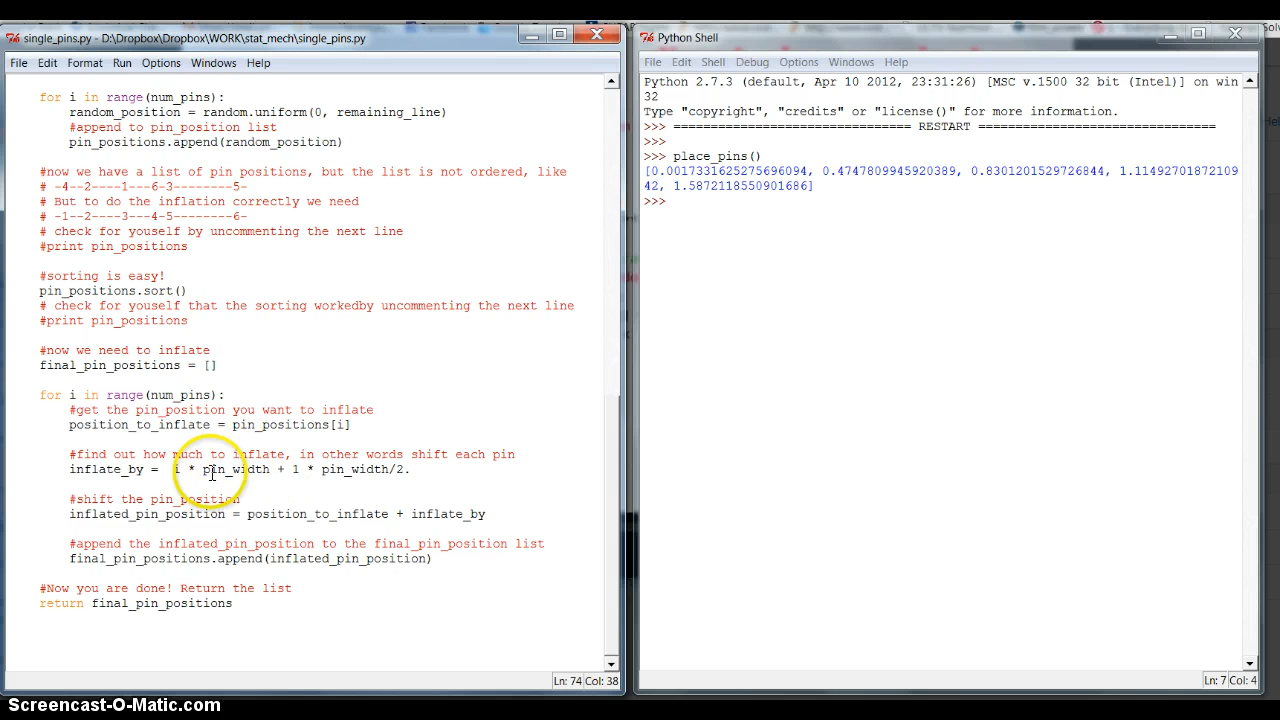 single_pins.py - D:\Dropbox\Dropbox\WORK\stat_mech\single_pins.py
File Edit Format Run Options Windows Help
for i in range(num_pins):
random_position = random.uniform(0, remaining_line)
#append to pin_position list
pin_positions.append(random_position)
#now we have a list of pin positions, but the list is not ordered, like
# -4--2----1---6-3--------5-
# But to do the inflation correctly we need
# -1--2----3---4-5--------6-
# check for youself by uncommenting the next line
#print pin_positions
#sorting is easy!
pin_positions.sort()
# check for youself that the sorting workedby uncommenting the next line
#print pin_positions
#now we need to inflate
final_pin_positions = []
for i in range(num_pins):
#get the pin_position you want to inflate
position_to_inflate = pin_positions[i]
#find out how much to inflate, in other words shift each pin
inflate_by =  i * pin_width + 1 * pin_width/2.
#shift the pin_position
inflated_pin_position = position_to_inflate + inflate_by
#append the inflated_pin_position to the final_pin_position list
final_pin_positions.append(inflated_pin_position)
#Now you are done! Return the list
return final_pin_positions
Ln: 74 Col: 38
Python Shell
File Edit Shell Debug Options Windows Help
Python 2.7.3 (default, Apr 10 2012, 23:31:26) [MSC v.1500 32 bit (Intel)] on win
32
Type "copyright", "credits" or "license()" for more information.
>>> ================================ RESTART ================================
>>>
>>> place_pins()
[0.0017331625275696094, 0.4747809945920389, 0.8301201529726844, 1.11492701872109
42, 1.5872118550901686]
>>>
Ln: 7 Col: 4
Screencast-O-Matic.com